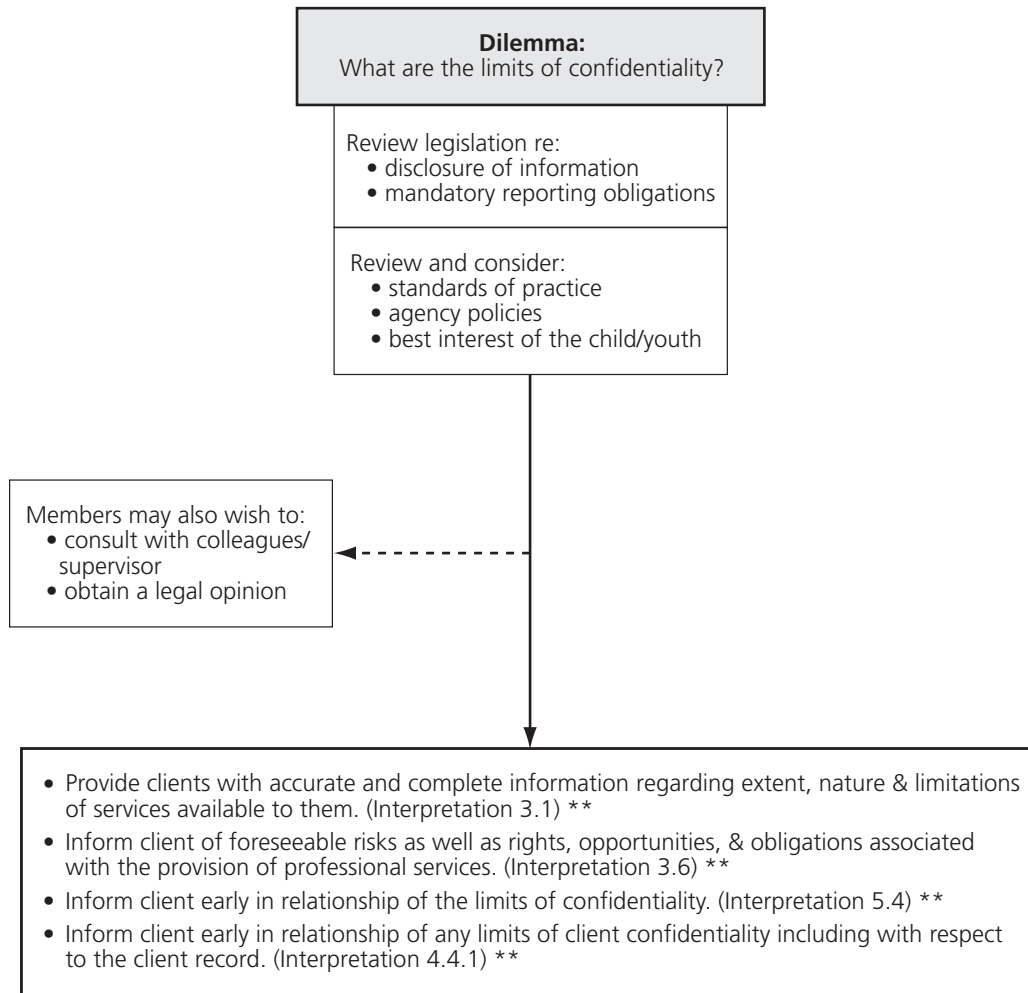 Dilemma:
What are the limits of confidentiality?
Review legislation re:
• disclosure of information
• mandatory reporting obligations
Review and consider:
• standards of practice
• agency policies
• best interest of the child/youth
Members may also wish to:
• consult with colleagues/
supervisor
• obtain a legal opinion
• Provide clients with accurate and complete information regarding extent, nature & limitations
of services available to them. (Interpretation 3.1) **
• Inform client of foreseeable risks as well as rights, opportunities, & obligations associated
with the provision of professional services. (Interpretation 3.6) **
• Inform client early in relationship of the limits of confidentiality. (Interpretation 5.4) **
• Inform client early in relationship of any limits of client confidentiality including with respect
to the client record. (Interpretation 4.4.1) **